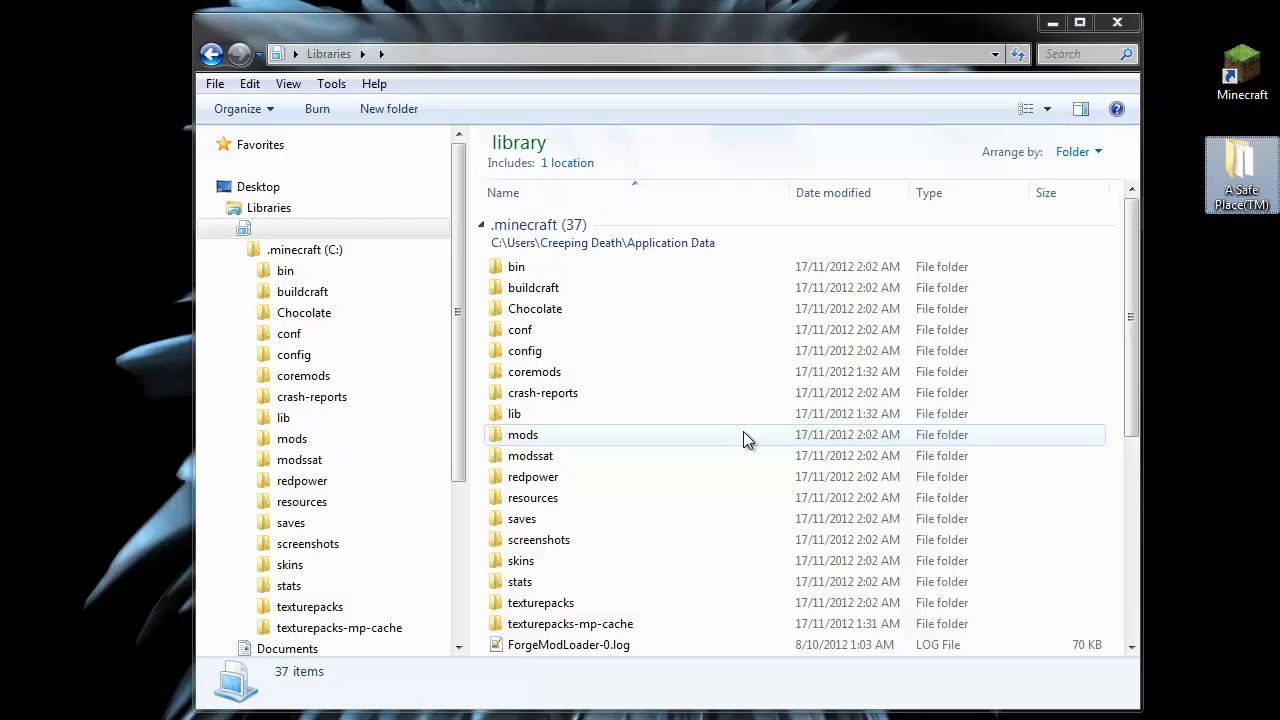 Libraries
Search
File Edit View Tools Help
Organize Burn New folder
Favorites
Desktop
Libraries
.minecraft (C:)
bin
buildcraft
Chocolate
conf
config
coremods
crash-reports
lib
mods
modssat
redpower
resources
saves
screenshots
skins
stats
texturepacks
texturepacks-mp-cache
Documents
library
Includes: 1 location
Arrange by: Folder
Name Date modified Type Size
.minecraft (37)
C:\Users\Creeping Death\Application Data
bin 17/11/2012 2:02 AM File folder
buildcraft 17/11/2012 2:02 AM File folder
Chocolate 17/11/2012 2:02 AM File folder
conf 17/11/2012 2:02 AM File folder
config 17/11/2012 2:02 AM File folder
coremods 17/11/2012 1:32 AM File folder
crash-reports 17/11/2012 2:02 AM File folder
lib 17/11/2012 1:32 AM File folder
mods 17/11/2012 2:02 AM File folder
modssat 17/11/2012 2:02 AM File folder
redpower 17/11/2012 2:02 AM File folder
resources 17/11/2012 2:02 AM File folder
saves 17/11/2012 2:02 AM File folder
screenshots 17/11/2012 2:02 AM File folder
skins 17/11/2012 2:02 AM File folder
stats 17/11/2012 2:02 AM File folder
texturepacks 17/11/2012 2:02 AM File folder
texturepacks-mp-cache 17/11/2012 1:31 AM File folder
ForgeModLoader-0.log 8/10/2012 1:03 AM LOG File 70 KB
37 items
Minecraft
A Safe
Place(TM)